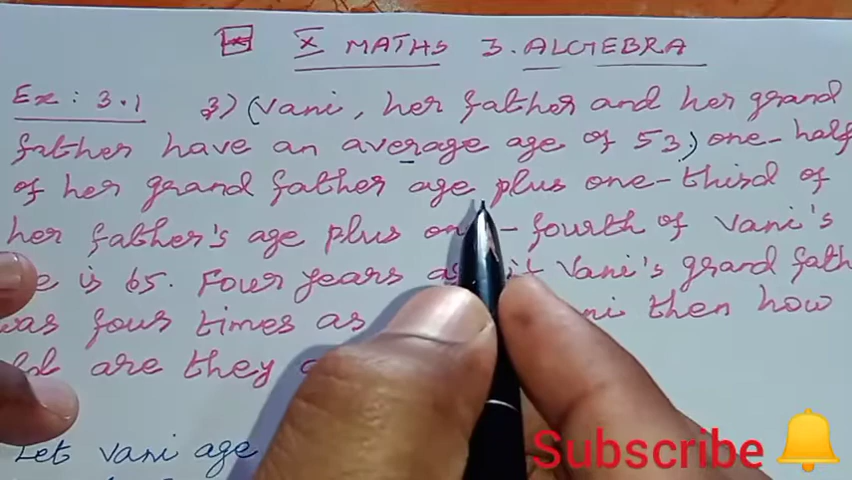 X MATHS 3. ALGEBRA
Ex: 3.1 3) (Vani, her father and her grand
father have an average age of 53,) one-half
of her grand father age plus one-third of
her father's age plus on - fourth of Vani's
e is 65. Four years a it Vani's grand fath
was four times as ni then how
are they
Let vani age
Subscribe